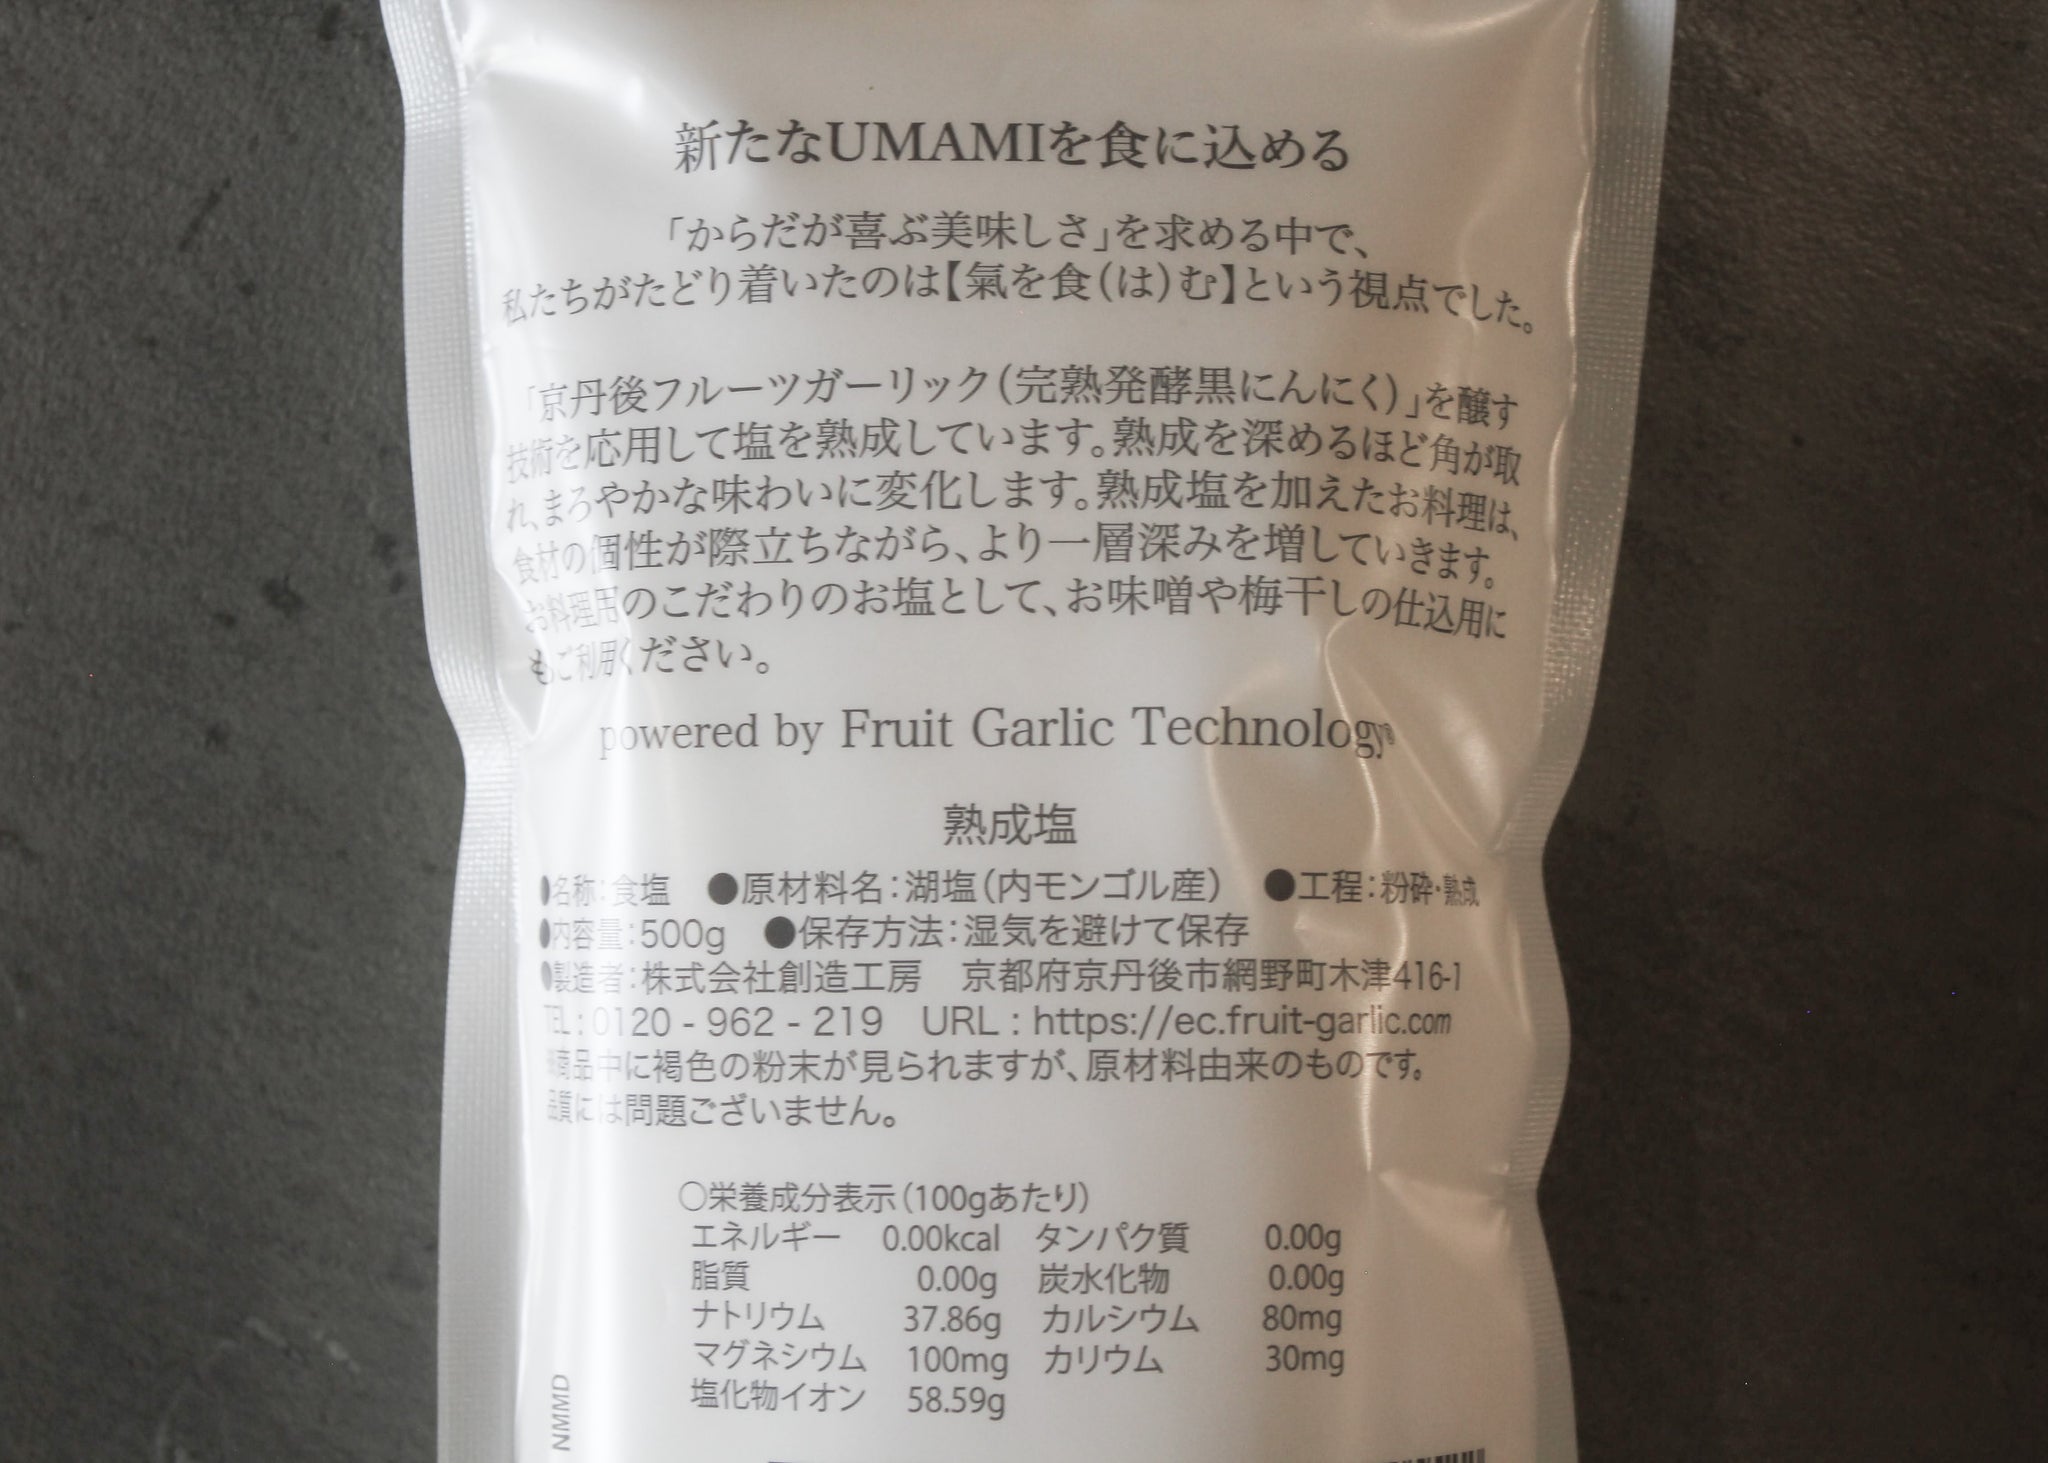 新たなUMAMIを食に込める
「からだが喜ぶ美味しさ」を求める中で、
私たちがたどり着いたのは【氣を食(は)む】という視点でした。
「京丹後フルーツガーリック(完熟発酵黒にんにく)」を醸す
技術を応用して塩を熟成しています。熟成を深めるほど角が取
れ、まろやかな味わいに変化します。熟成塩を加えたお料理は、
食材の個性が際立ちながら、より一層深みを増していきます。
お料理用のこだわりのお塩として、お味噌や梅干しの仕込用に
もご利用ください。
powered by Fruit Garlic Technology®
熟成塩
●名称:食塩 ●原材料名:湖塩(内モンゴル産) ●工程:粉砕・熟成
●内容量:500g ●保存方法:湿気を避けて保存
●製造者:株式会社創造工房 京都府京丹後市網野町木津416-1
TEL : 0120 - 962 - 219 URL : https://ec.fruit-garlic.com
商品中に褐色の粉末が見られますが、原材料由来のものです。
品質には問題ございません。
○栄養成分表示(100gあたり)
エネルギー 0.00kcal タンパク質 0.00g
脂質 0.00g 炭水化物 0.00g
ナトリウム 37.86g カルシウム 80mg
マグネシウム 100mg カリウム 30mg
塩化物イオン 58.59g
NMMD